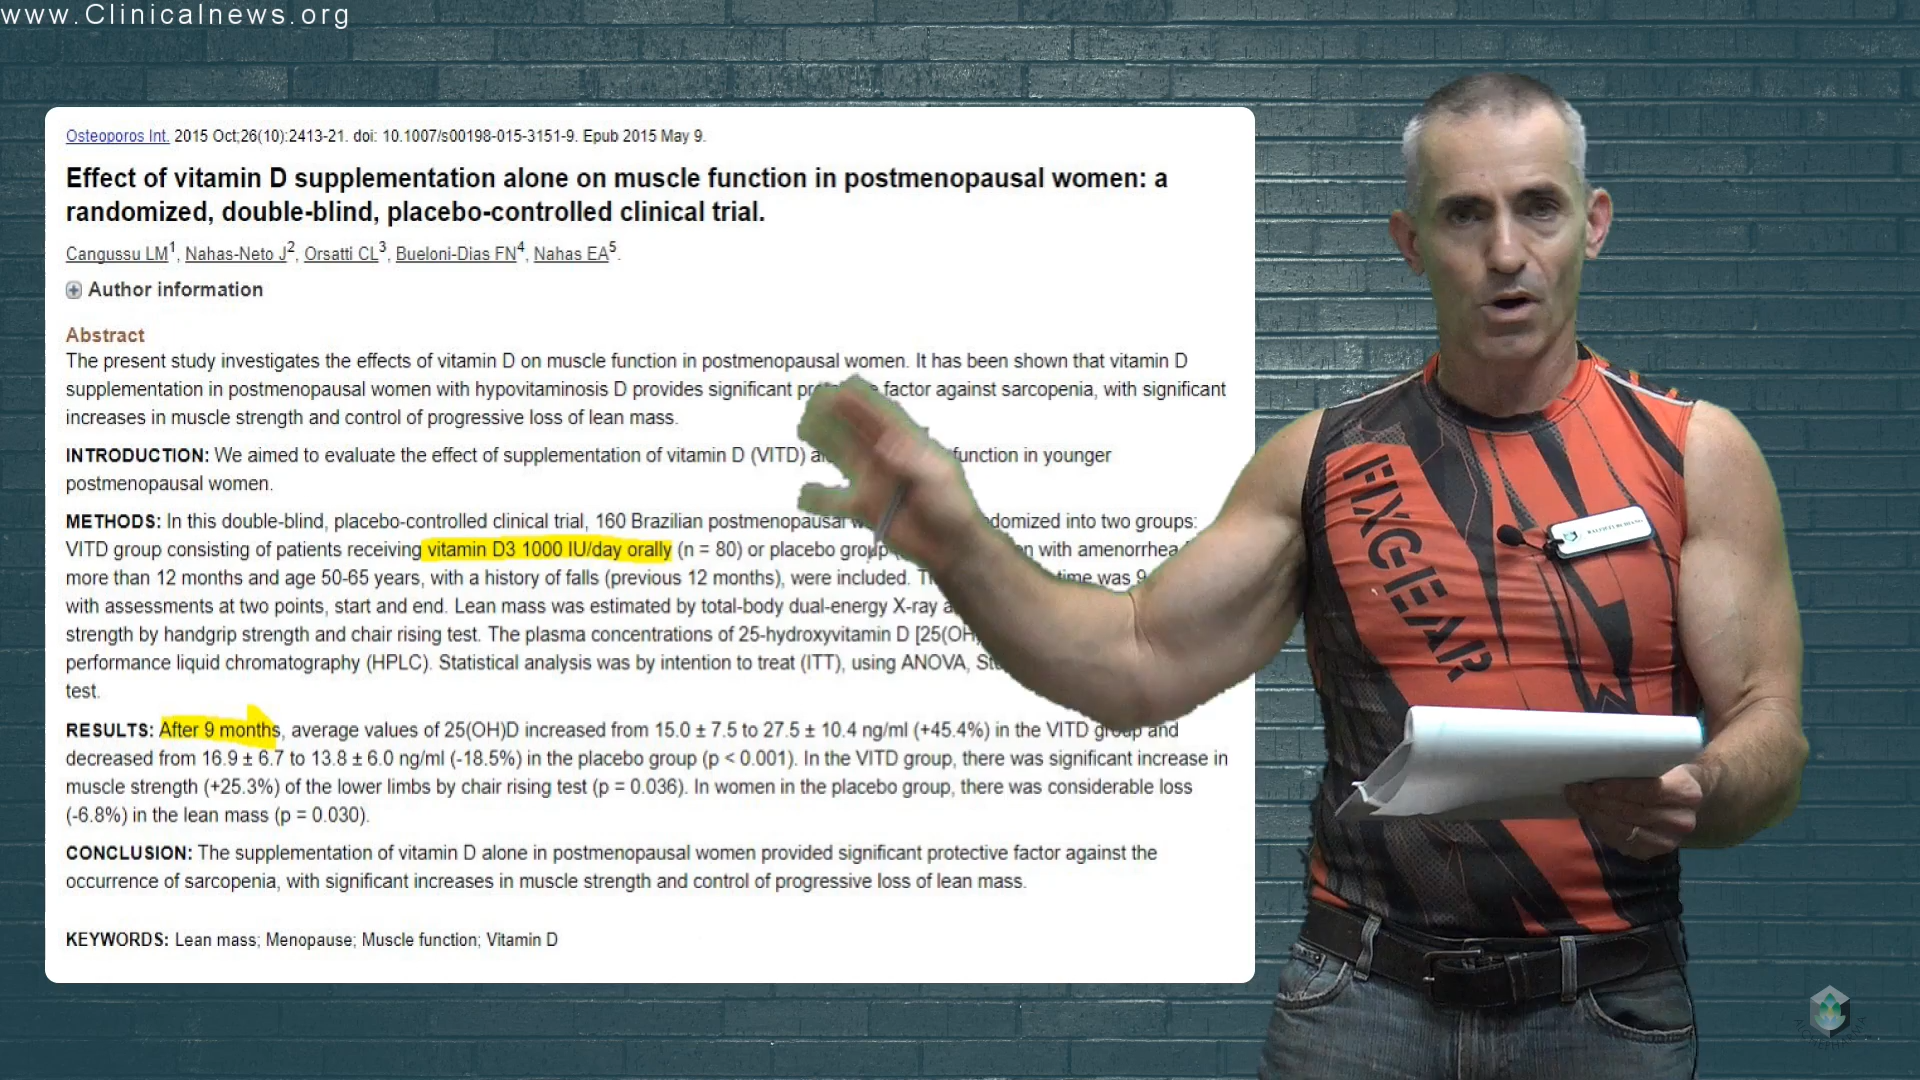 www.Clinicalnews.org
Osteoporos Int. 2015 Oct;26(10):2413-21. doi: 10.1007/s00198-015-3151-9. Epub 2015 May 9.
Effect of vitamin D supplementation alone on muscle function in postmenopausal women: a
randomized, double-blind, placebo-controlled clinical trial.
Cangussu LM1, Nahas-Neto J2, Orsatti CL3, Bueloni-Dias FN4, Nahas EA5.
Author information
Abstract
The present study investigates the effects of vitamin D on muscle function in postmenopausal women. It has been shown that vitamin D
supplementation in postmenopausal women with hypovitaminosis D provides significant factor against sarcopenia, with significant
increases in muscle strength and control of progressive loss of lean mass.
INTRODUCTION: We aimed to evaluate the effect of supplementation of vitamin D (VITD) function in younger
postmenopausal women.
METHODS: In this double-blind, placebo-controlled clinical trial, 160 Brazilian postmenopausal into two groups:
VITD group consisting of patients receiving vitamin D3 1000 IU/day orally (n = 80) or placebo group with amenorrhea
more than 12 months and age 50-65 years, with a history of falls (previous 12 months), were included. time was 9
with assessments at two points, start and end. Lean mass was estimated by total-body dual-energy X-ray
strength by handgrip strength and chair rising test. The plasma concentrations of 25-hydroxyvitamin D
performance liquid chromatography (HPLC). Statistical analysis was by intention to treat (ITT), using ANOVA,
test.
RESULTS: After 9 months, average values of 25(OH)D increased from 15.0 ± 7.5 to 27.5 ± 10.4 ng/ml (+45.4%) in the VITD group and
decreased from 16.9 ± 6.7 to 13.8 ± 6.0 ng/ml (-18.5%) in the placebo group (p < 0.001). In the VITD group, there was significant increase in
muscle strength (+25.3%) of the lower limbs by chair rising test (p = 0.036). In women in the placebo group, there was considerable loss
(-6.8%) in the lean mass (p = 0.030).
CONCLUSION: The supplementation of vitamin D alone in postmenopausal women provided significant protective factor against the
occurrence of sarcopenia, with significant increases in muscle strength and control of progressive loss of lean mass.
KEYWORDS: Lean mass; Menopause; Muscle function; Vitamin D
FIXGEAR